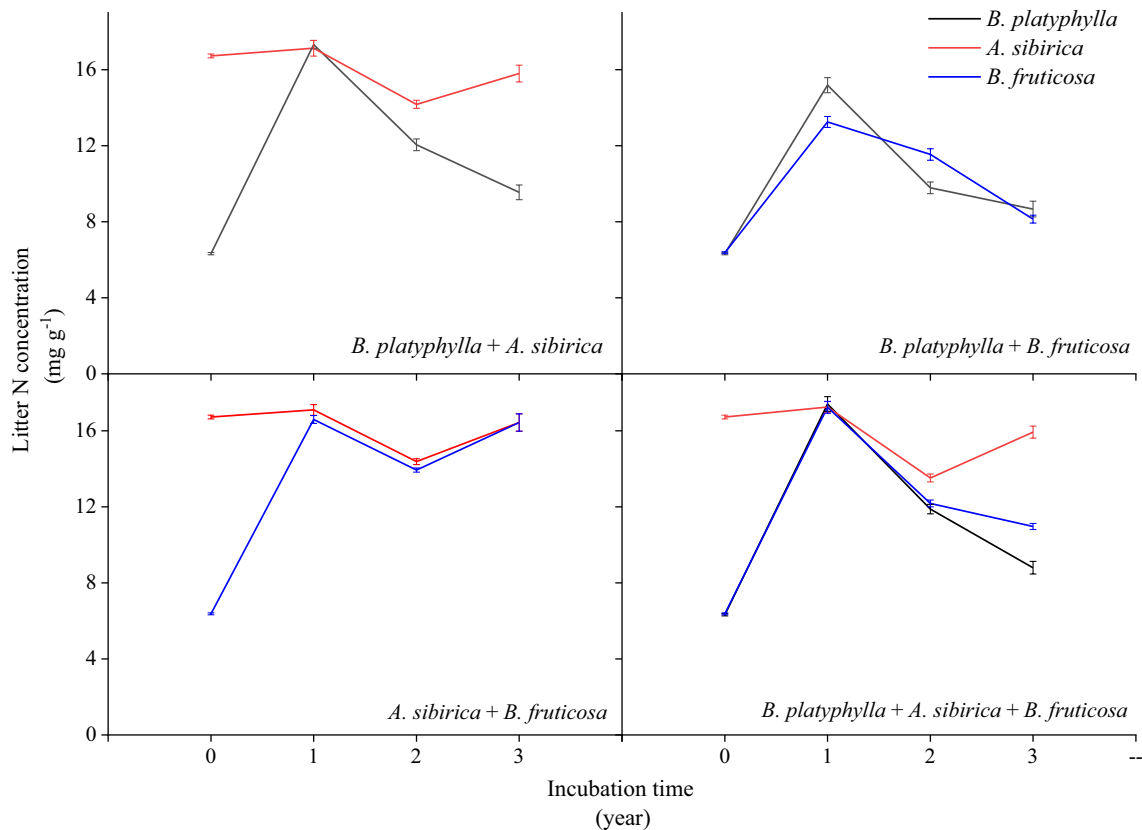 B. platyphylla
A. sibirica
B. fruticosa
16
12
8
4
0
B. platyphylla + A. sibirica
B. platyphylla + B. fruticosa
Litter N concentration
(mg g-1)
16
12
8
4
0
A. sibirica + B. fruticosa
B. platyphylla + A. sibirica + B. fruticosa
0 1 2 3 0 1 2 3 --
Incubation time
(year)